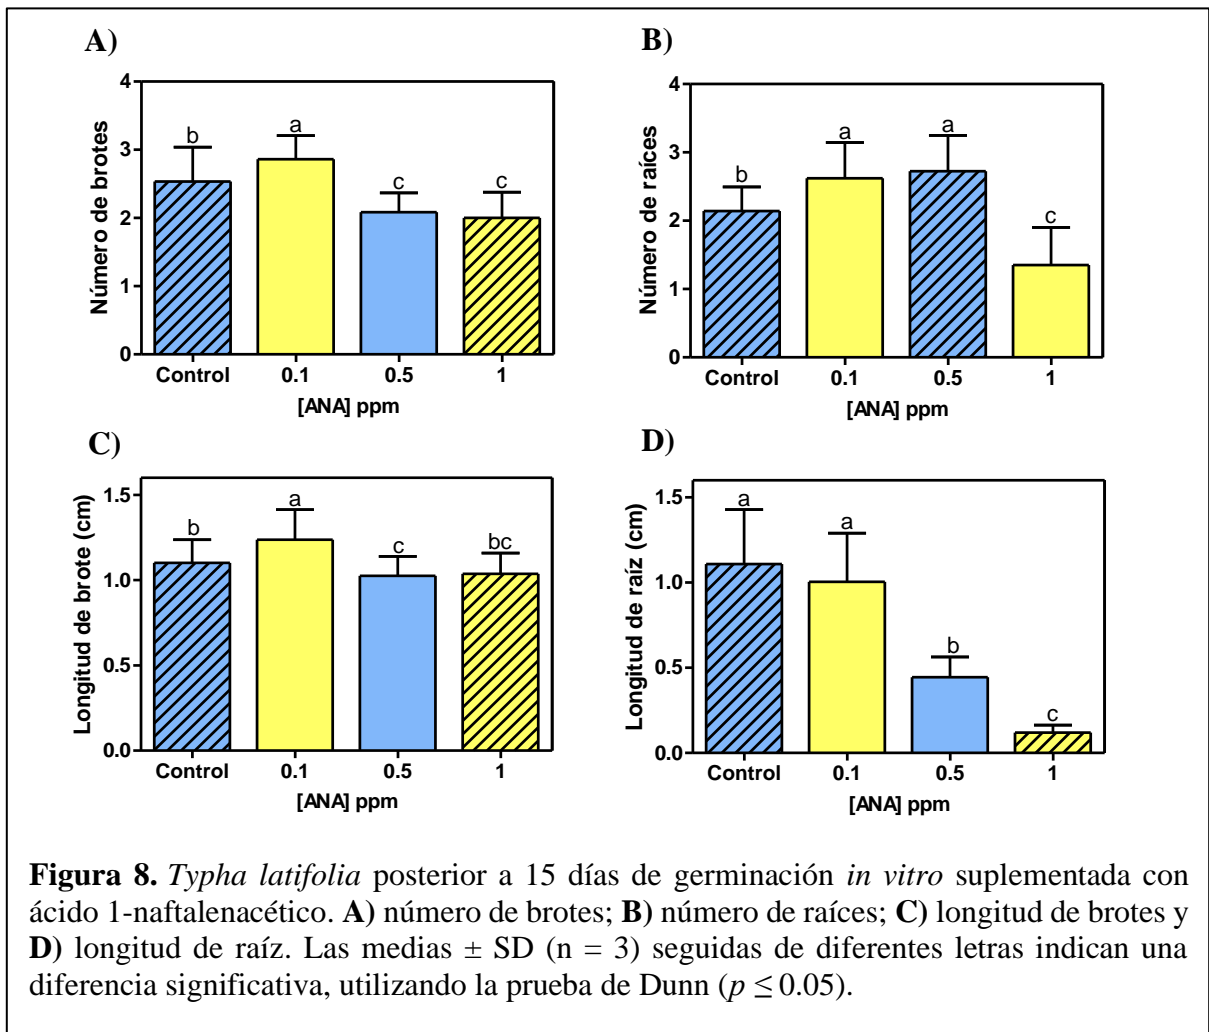 A)
Número de brotes
4
3
2
1
0
b
a
c
c
Control 0.1 0.5 1
[ANA] ppm
B)
Número de raíces
4
3
2
1
0
b
a
a
c
Control 0.1 0.5 1
[ANA] ppm
C)
Longitud de brote (cm)
1.5
1.0
0.5
0.0
b
a
c
bc
Control 0.1 0.5 1
[ANA] ppm
D)
Longitud de raíz (cm)
1.5
1.0
0.5
0.0
a
a
b
c
Control 0.1 0.5 1
[ANA] ppm
Figura 8. Typha latifolia posterior a 15 días de germinación in vitro suplementada con
ácido 1-naftalenacético. A) número de brotes; B) número de raíces; C) longitud de brotes y
D) longitud de raíz. Las medias ± SD (n = 3) seguidas de diferentes letras indican una
diferencia significativa, utilizando la prueba de Dunn (p ≤ 0.05).